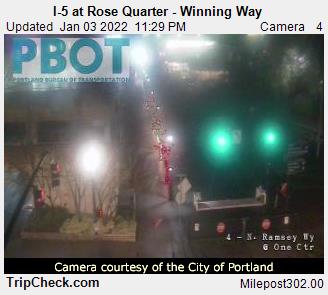 I-5 at Rose Quarter - Winning Way
Updated Jan 03 2022 11:29 PM Camera 4
PBOT
PORTLAND BUREAU OF TRANSPORTATION
4 - N. Ramsey Wy
@ One Ctr
Camera courtesy of the City of Portland
TripCheck.com Milepost302.00